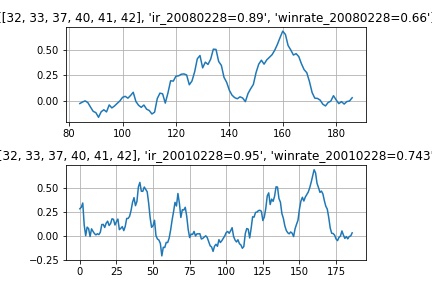 [32, 33, 37, 40, 41, 42], 'ir_20080228=0.89', 'winrate_20080228=0.66']
0.50
0.25
0.00
80 100 120 140 160 180
[32, 33, 37, 40, 41, 42], 'ir_20010228=0.95', 'winrate_20010228=0.743'
0.50
0.25
0.00
−0.25
0 25 50 75 100 125 150 175